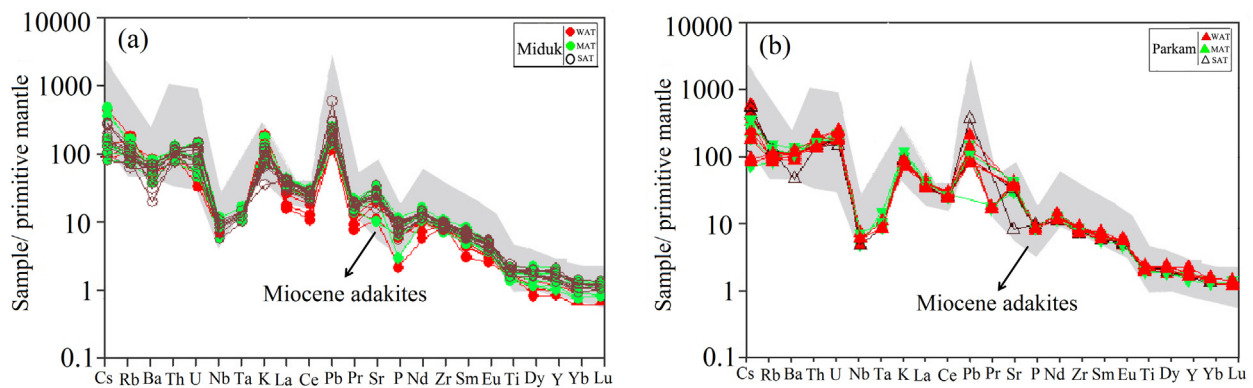 (a)
Miduk
WAT
MAT
SAT
Sample/ primitive mantle
10000
1000
100
10
1
0.1
Miocene adakites
Cs Rb Ba Th U Nb Ta K La Ce Pb Pr Sr P Nd Zr Sm Eu Ti Dy Y Yb Lu
(b)
Parkam
WAT
MAT
SAT
Sample/ primitive mantle
10000
1000
100
10
1
0.1
Miocene adakites
Cs Rb Ba Th U Nb Ta K La Ce Pb Pr Sr P Nd Zr Sm Eu Ti Dy Y Yb Lu